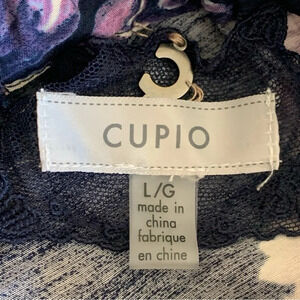 CUPIO
L/G
made in
china
fabrique
en chine